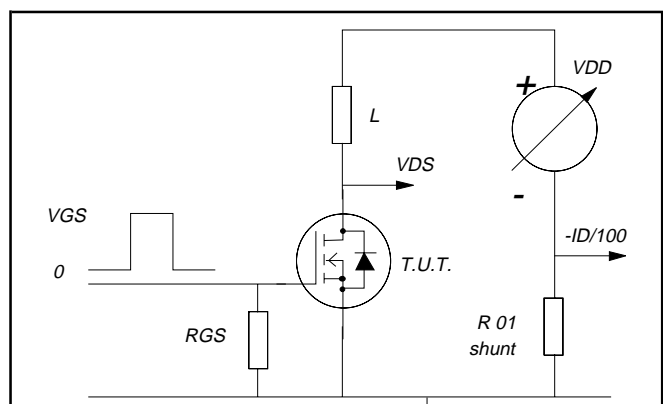 +
VDD
L
VDS
-
VGS
-ID/100
0
T.U.T.
RGS
R 01
shunt